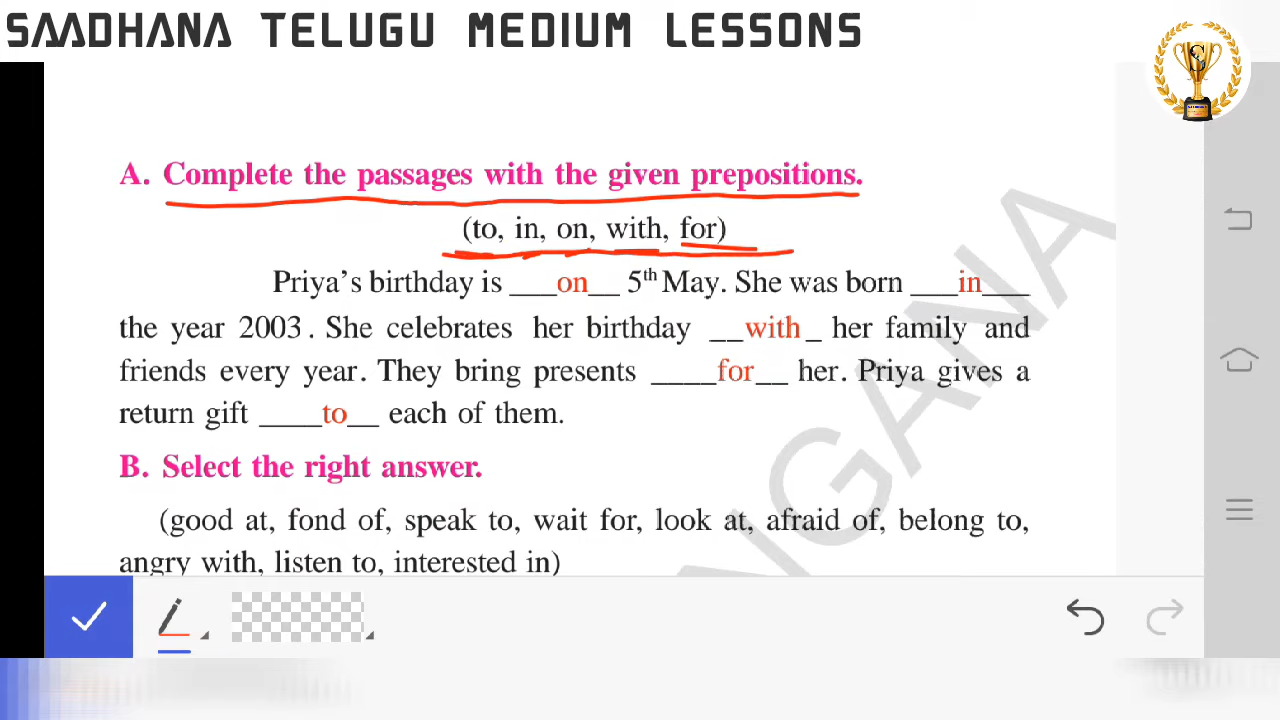 SAADHANA TELUGU MEDIUM LESSONS
S
A. Complete the passages with the given prepositions.
(to, in, on, with, for)
Priya's birthday is ___on__ 5th May. She was born ___in___
the year 2003. She celebrates her birthday __with_ her family and
friends every year. They bring presents ____for__ her. Priya gives a
return gift ____to__ each of them.
B. Select the right answer.
(good at, fond of, speak to, wait for, look at, afraid of, belong to,
angry with, listen to, interested in)
NGANA